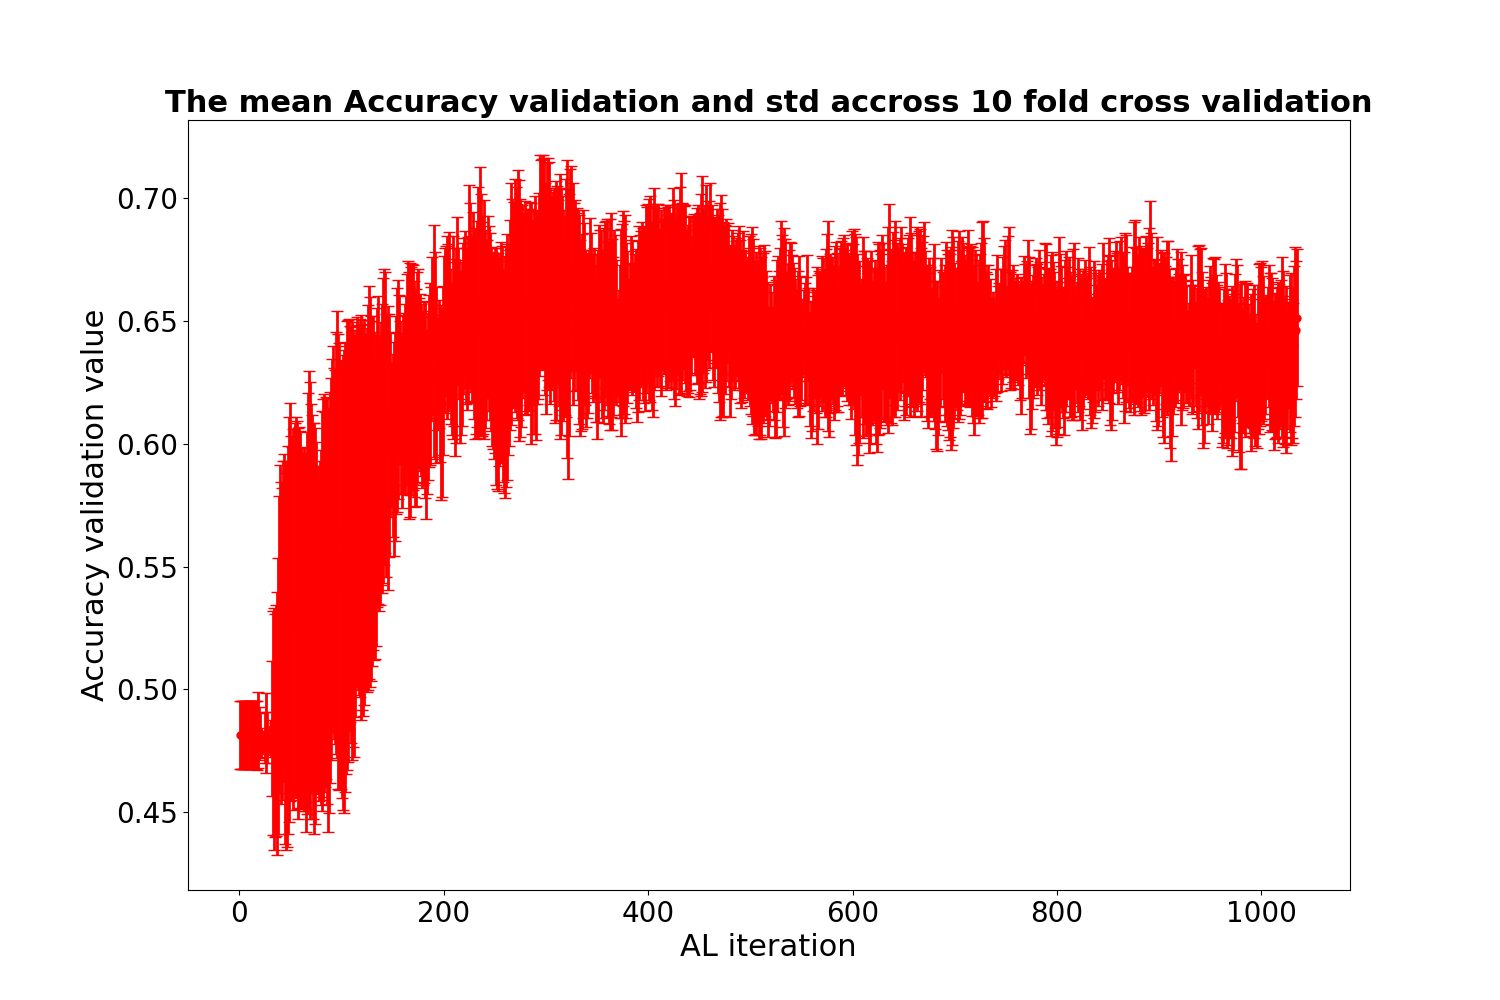 The mean Accuracy validation and std accross 10 fold cross validation
0.70
0.65
0.60
0.55
0.50
0.45
Accuracy validation value
0 200 400 600 800 1000
AL iteration